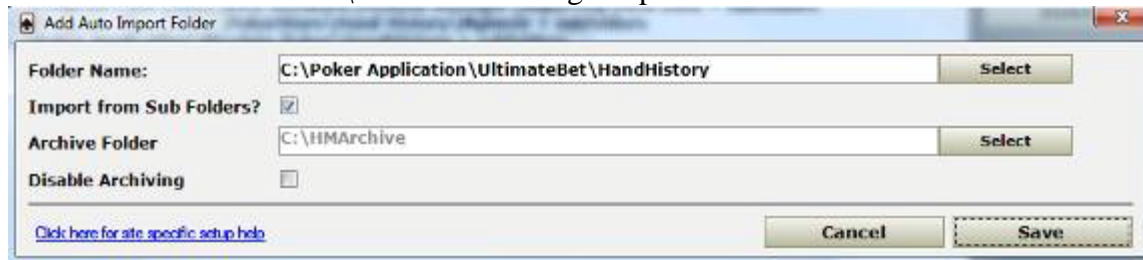 Add Auto Import Folder
Folder Name: C:\Poker Application\UltimateBet\HandHistory Select
Import from Sub Folders?
Archive Folder C:\HMArchive Select
Disable Archiving
Click here for site specific setup help Cancel Save